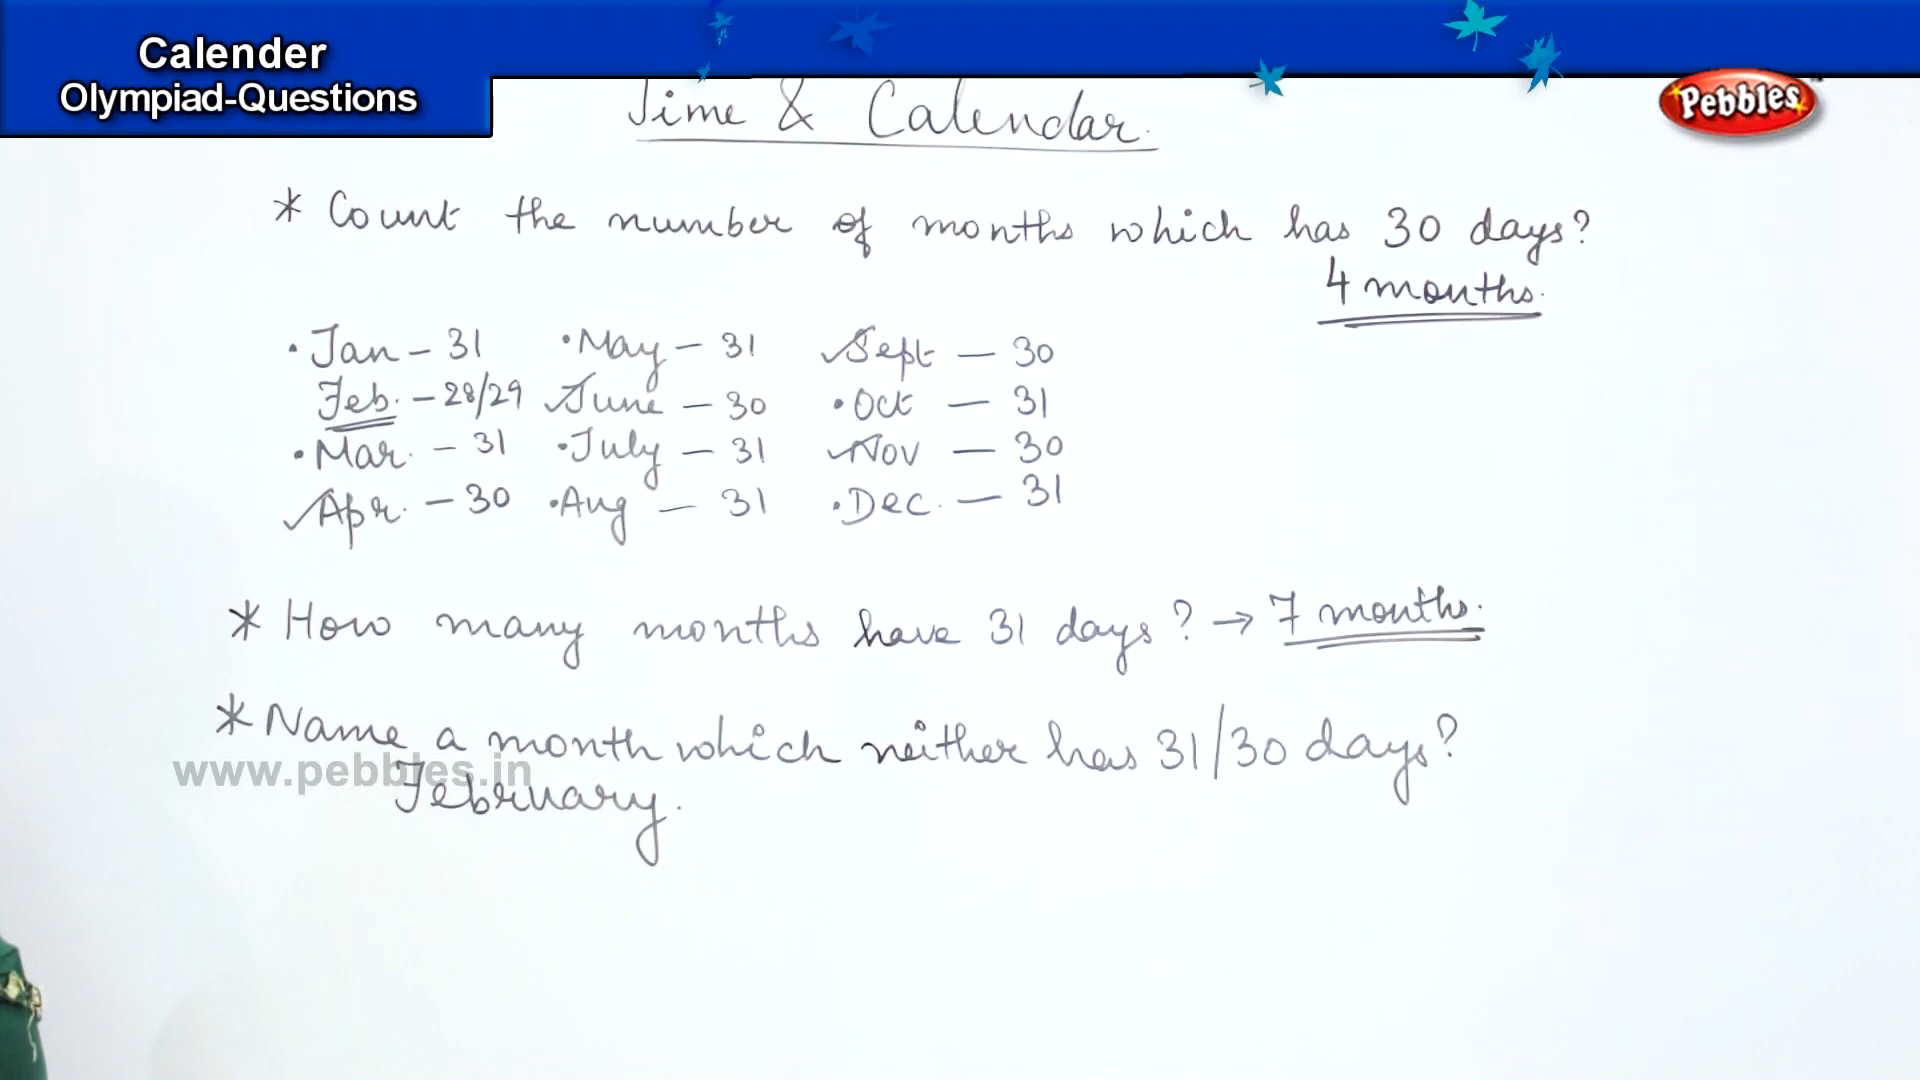 Calender
Olympiad-Questions
Pebbles
Time & Calendar.
* Count the number of months which has 30 days?
4 months.
• Jan – 31 • May – 31 ✓Sept – 30
Feb. – 28/29 ✓June – 30 • Oct – 31
• Mar. – 31 • July – 31 ✓Nov – 30
✓Apr. – 30 • Aug – 31 • Dec. – 31
* How many months have 31 days? → 7 months.
* Name a month which neither has 31/30 days?
www.pebbles.in
February.